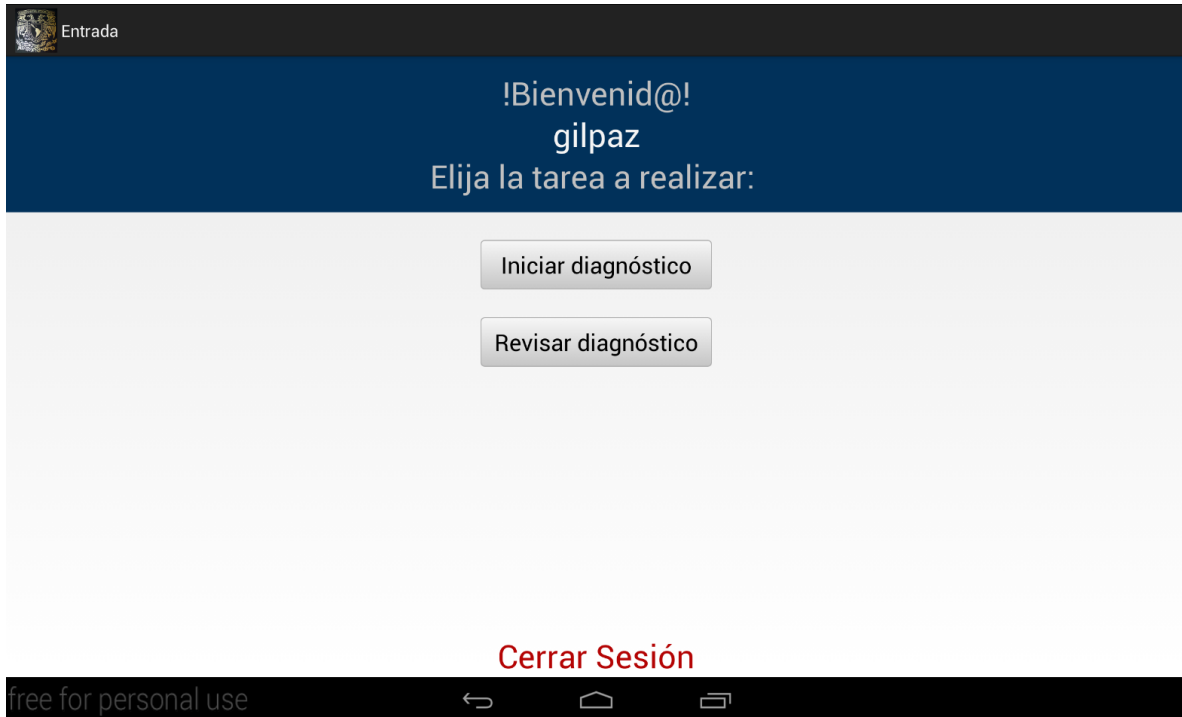 Entrada
!Bienvenid@!
gilpaz
Elija la tarea a realizar:
Iniciar diagnóstico
Revisar diagnóstico
Cerrar Sesión
free for personal use